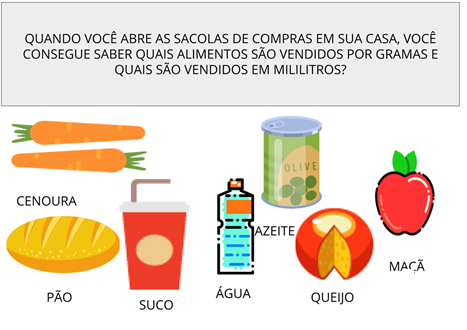 QUANDO VOCÊ ABRE AS SACOLAS DE COMPRAS EM SUA CASA, VOCÊ
CONSEGUE SABER QUAIS ALIMENTOS SÃO VENDIDOS POR GRAMAS E
QUAIS SÃO VENDIDOS EM MILILITROS?
OLIVE
CENOURA
AZEITE
MAÇÃ
PÃO
SUCO
ÁGUA
QUEIJO